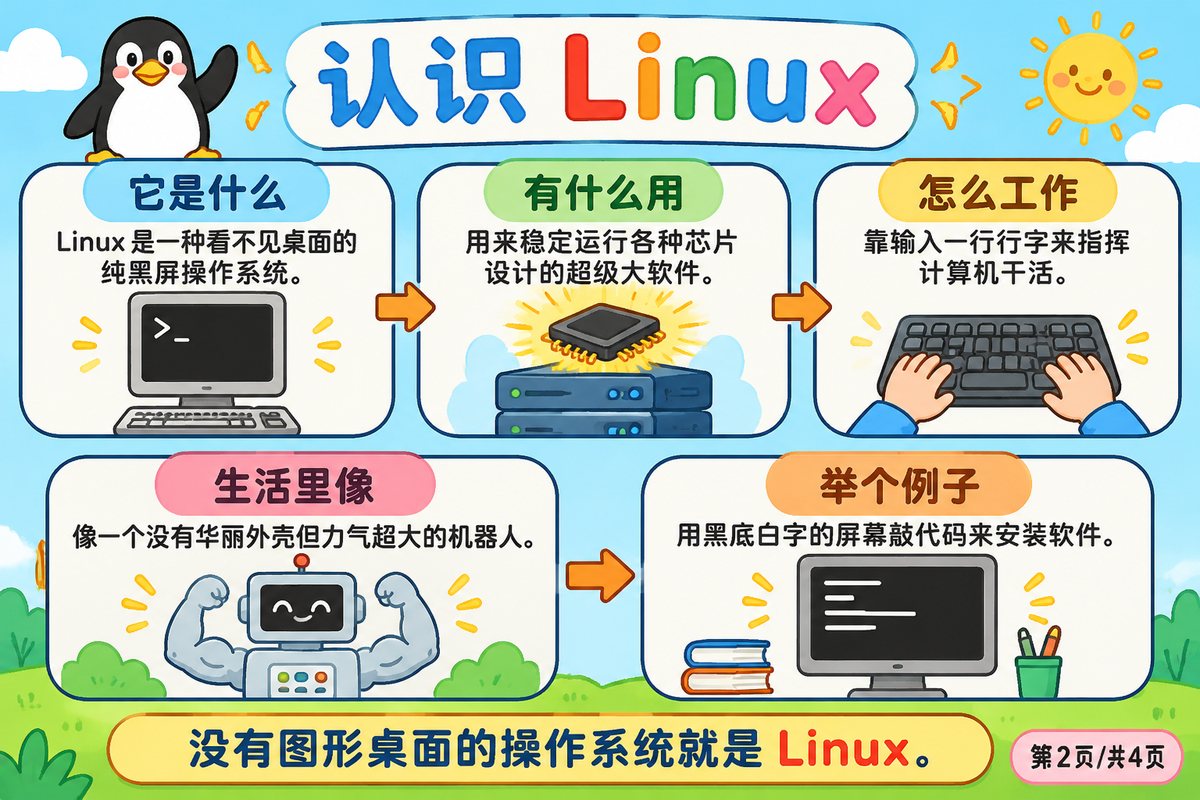 认识 Linux
它是什么
Linux 是一种看不见桌面的
纯黑屏操作系统。
>_
有什么用
用来稳定运行各种芯片
设计的超级大软件。
怎么工作
靠输入一行行字来指挥
计算机干活。
生活里像
像一个没有华丽外壳但力气超大的机器人。
举个例子
用黑底白字的屏幕敲代码来安装软件。
没有图形桌面的操作系统就是 Linux。
第2页/共4页